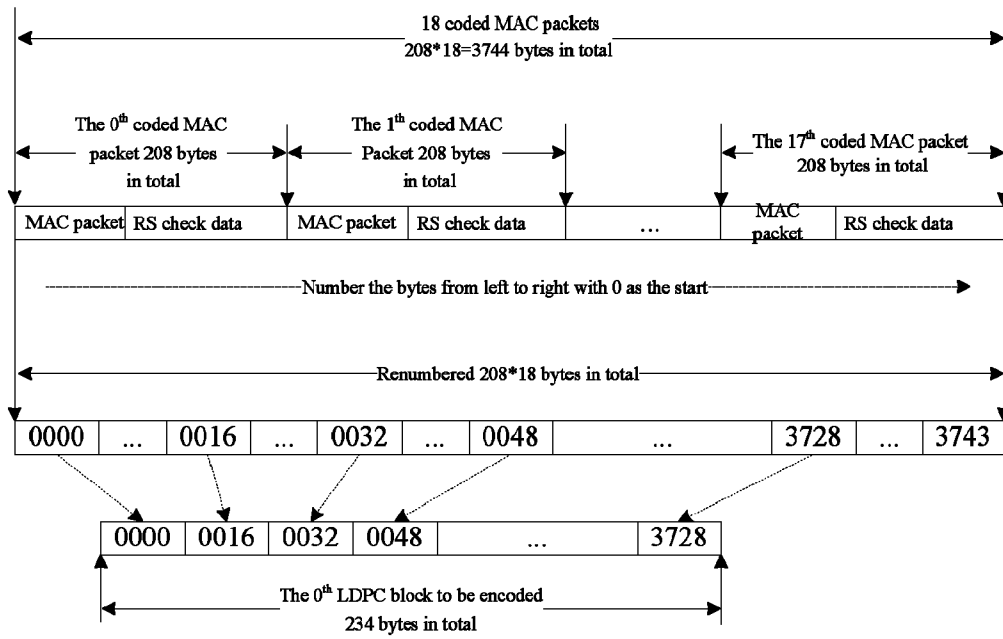 18 coded MAC packets
208*18=3744 bytes in total
The 0th coded MAC
packet 208 bytes
in total
The 1th coded MAC
Packet 208 bytes
in total
The 17th coded MAC packet
208 bytes in total
MAC packet RS check data MAC packet RS check data ... MAC packet RS check data
Number the bytes from left to right with 0 as the start
Renumbered 208*18 bytes in total
0000 ... 0016 ... 0032 ... 0048 ... 3728 ... 3743
0000 0016 0032 0048 ... 3728
The 0th LDPC block to be encoded
234 bytes in total